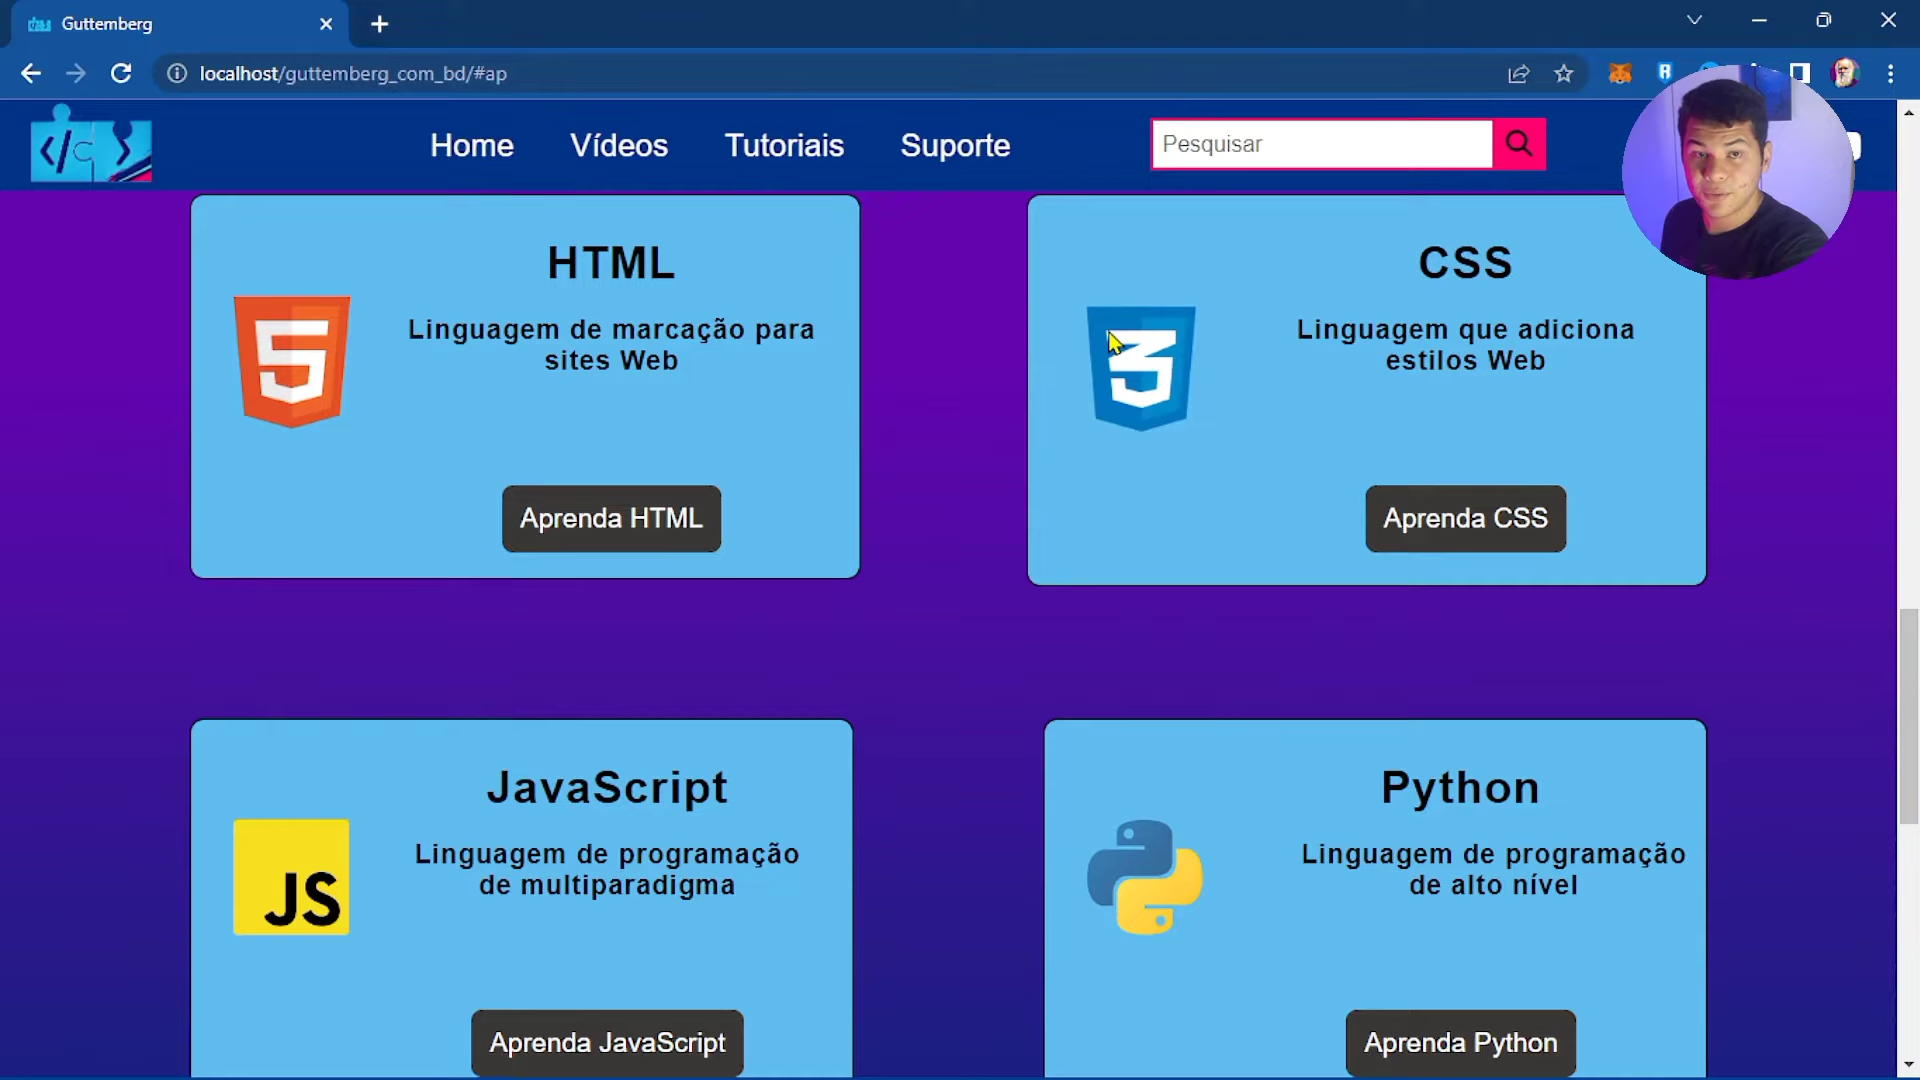 Guttemberg
localhost/guttemberg_com_bd/#ap
</C>
Home Vídeos Tutoriais Suporte
Pesquisar
HTML
Linguagem de marcação para
sites Web
5
Aprenda HTML
CSS
Linguagem que adiciona
estilos Web
3
Aprenda CSS
JavaScript
Linguagem de programação
de multiparadigma
JS
Aprenda JavaScript
Python
Linguagem de programação
de alto nível
Aprenda Python